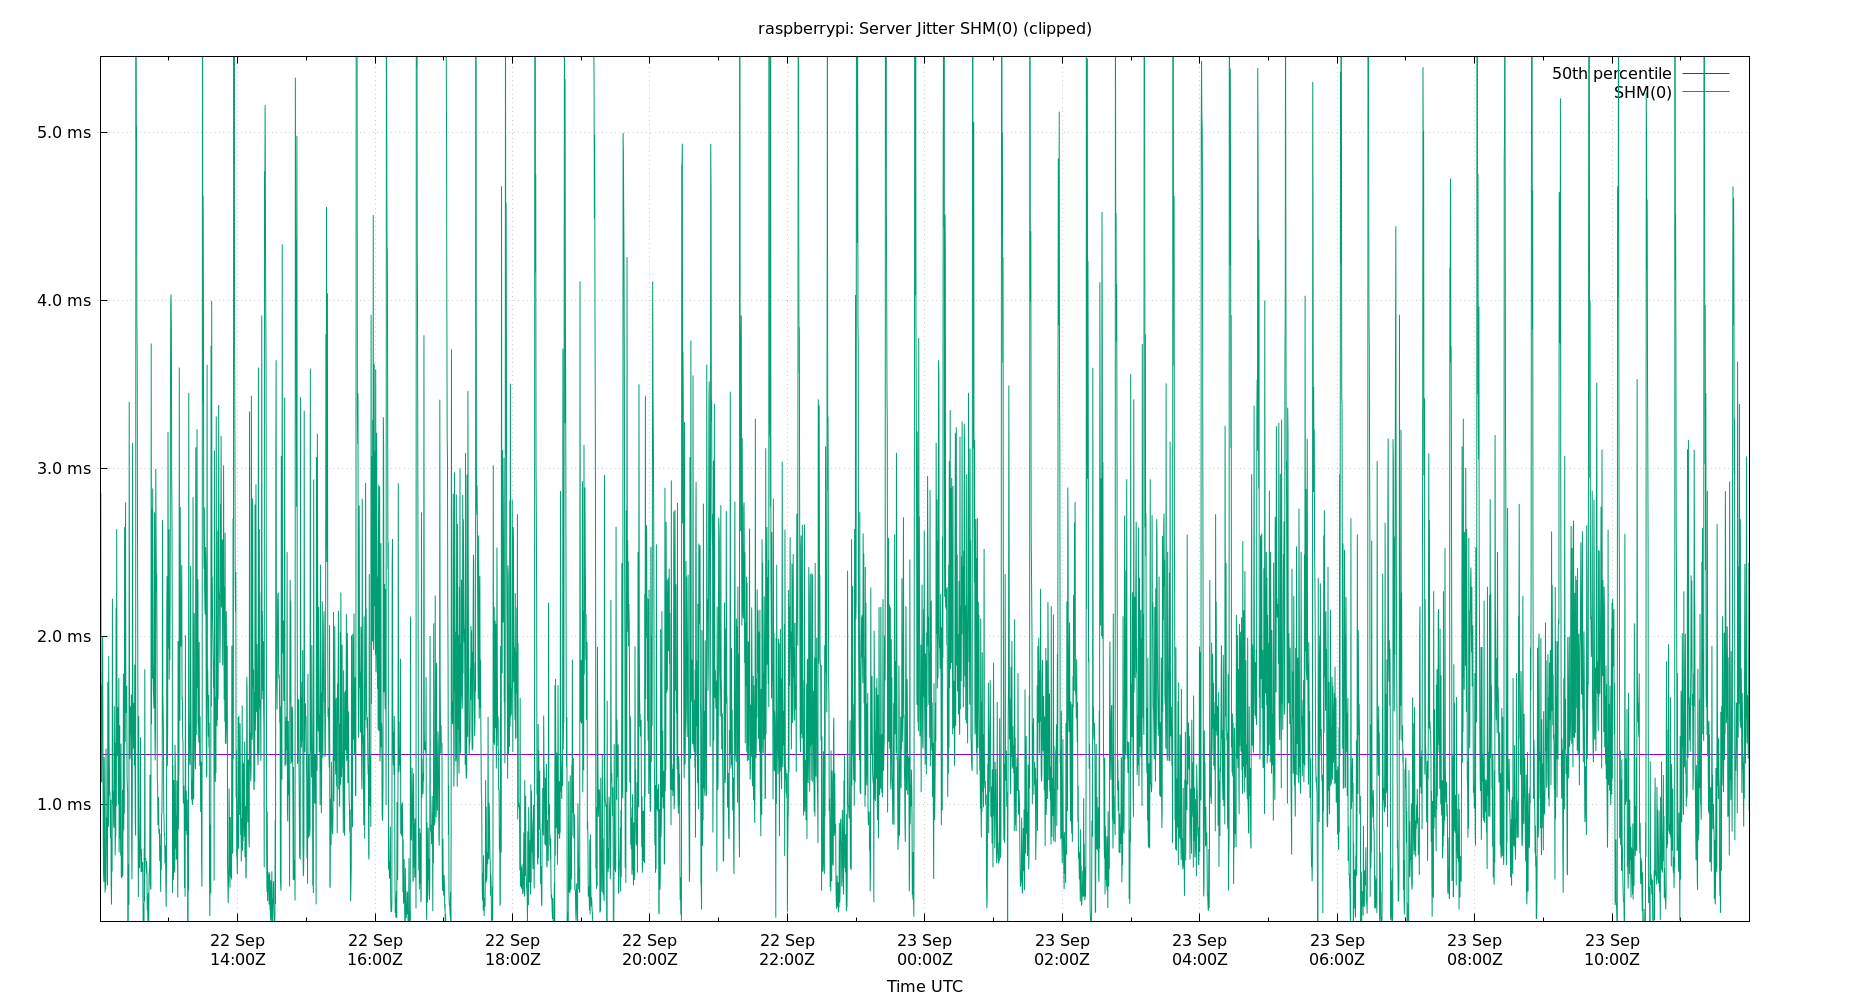 raspberrypi: Server Jitter SHM(0) (clipped)
50th percentile
SHM(0)
5.0 ms
4.0 ms
3.0 ms
2.0 ms
1.0 ms
22 Sep 22 Sep 22 Sep 22 Sep 22 Sep 23 Sep 23 Sep 23 Sep 23 Sep 23 Sep 23 Sep
14:00Z 16:00Z 18:00Z 20:00Z 22:00Z 00:00Z 02:00Z 04:00Z 06:00Z 08:00Z 10:00Z
Time UTC